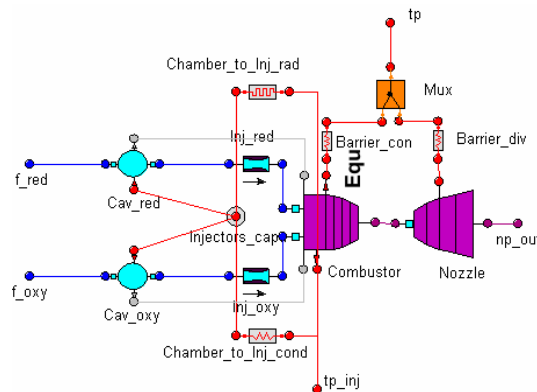 tp
Chamber_to_Inj_rad
Mux
Inj_red
Barrier_con
Barrier_div
Equ
f_red
Cav_red
Injectors_cap
np_out
Combustor
Nozzle
f_oxy
Inj_oxy
Cav_oxy
Chamber_to_Inj_cond
tp_inj